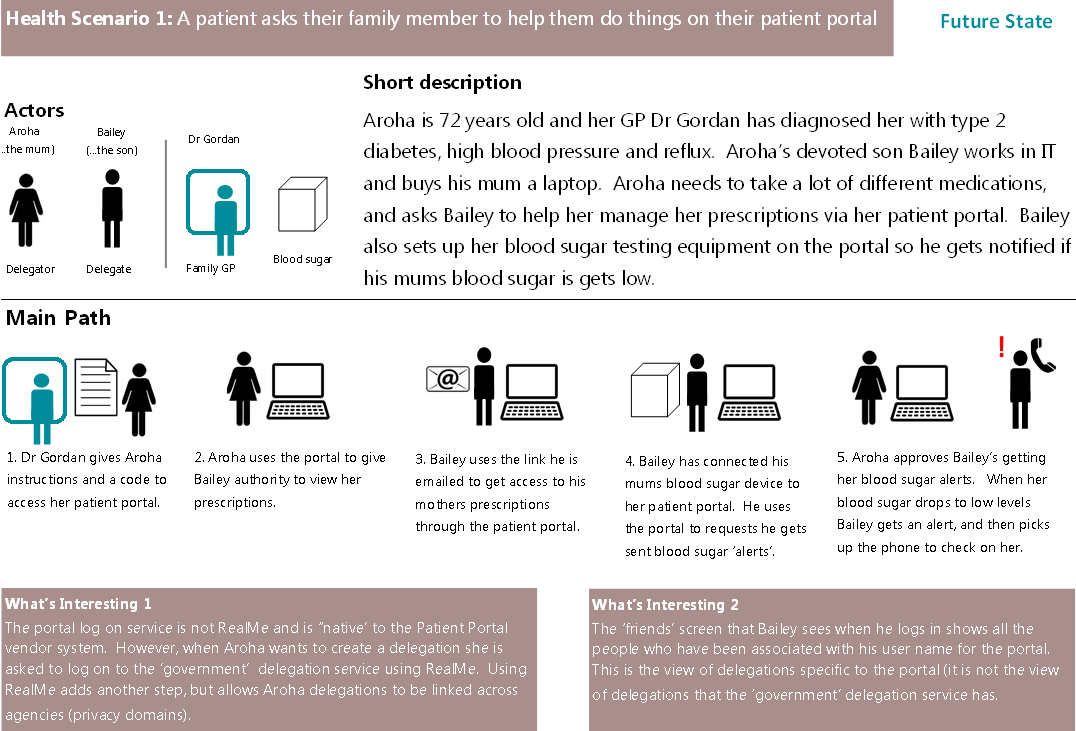 Health Scenario 1: A patient asks their family member to help them do things on their patient portal
Future State
Short description
Actors
Aroha
..the mum)
Bailey
(...the son)
Dr Gordan
Delegator
Delegate
Family GP
Blood sugar
Aroha is 72 years old and her GP Dr Gordan has diagnosed her with type 2
diabetes, high blood pressure and reflux. Aroha's devoted son Bailey works in IT
and buys his mum a laptop. Aroha needs to take a lot of different medications,
and asks Bailey to help her manage her prescriptions via her patient portal. Bailey
also sets up her blood sugar testing equipment on the portal so he gets notified if
his mums blood sugar is gets low.
Main Path
@
!
1. Dr Gordan gives Aroha
instructions and a code to
access her patient portal.
2. Aroha uses the portal to give
Bailey authority to view her
prescriptions.
3. Bailey uses the link he is
emailed to get access to his
mothers prescriptions
through the patient portal.
4. Bailey has connected his
mums blood sugar device to
her patient portal. He uses
the portal to requests he gets
sent blood sugar 'alerts'.
5. Aroha approves Bailey's getting
her blood sugar alerts. When her
blood sugar drops to low levels
Bailey gets an alert, and then picks
up the phone to check on her.
What's Interesting 1
The portal log on service is not RealMe and is "native' to the Patient Portal
vendor system. However, when Aroha wants to create a delegation she is
asked to log on to the 'government' delegation service using RealMe. Using
RealMe adds another step, but allows Aroha delegations to be linked across
agencies (privacy domains).
What's Interesting 2
The 'friends' screen that Bailey sees when he logs in shows all the
people who have been associated with his user name for the portal.
This is the view of delegations specific to the portal (it is not the view
of delegations that the 'government' delegation service has.